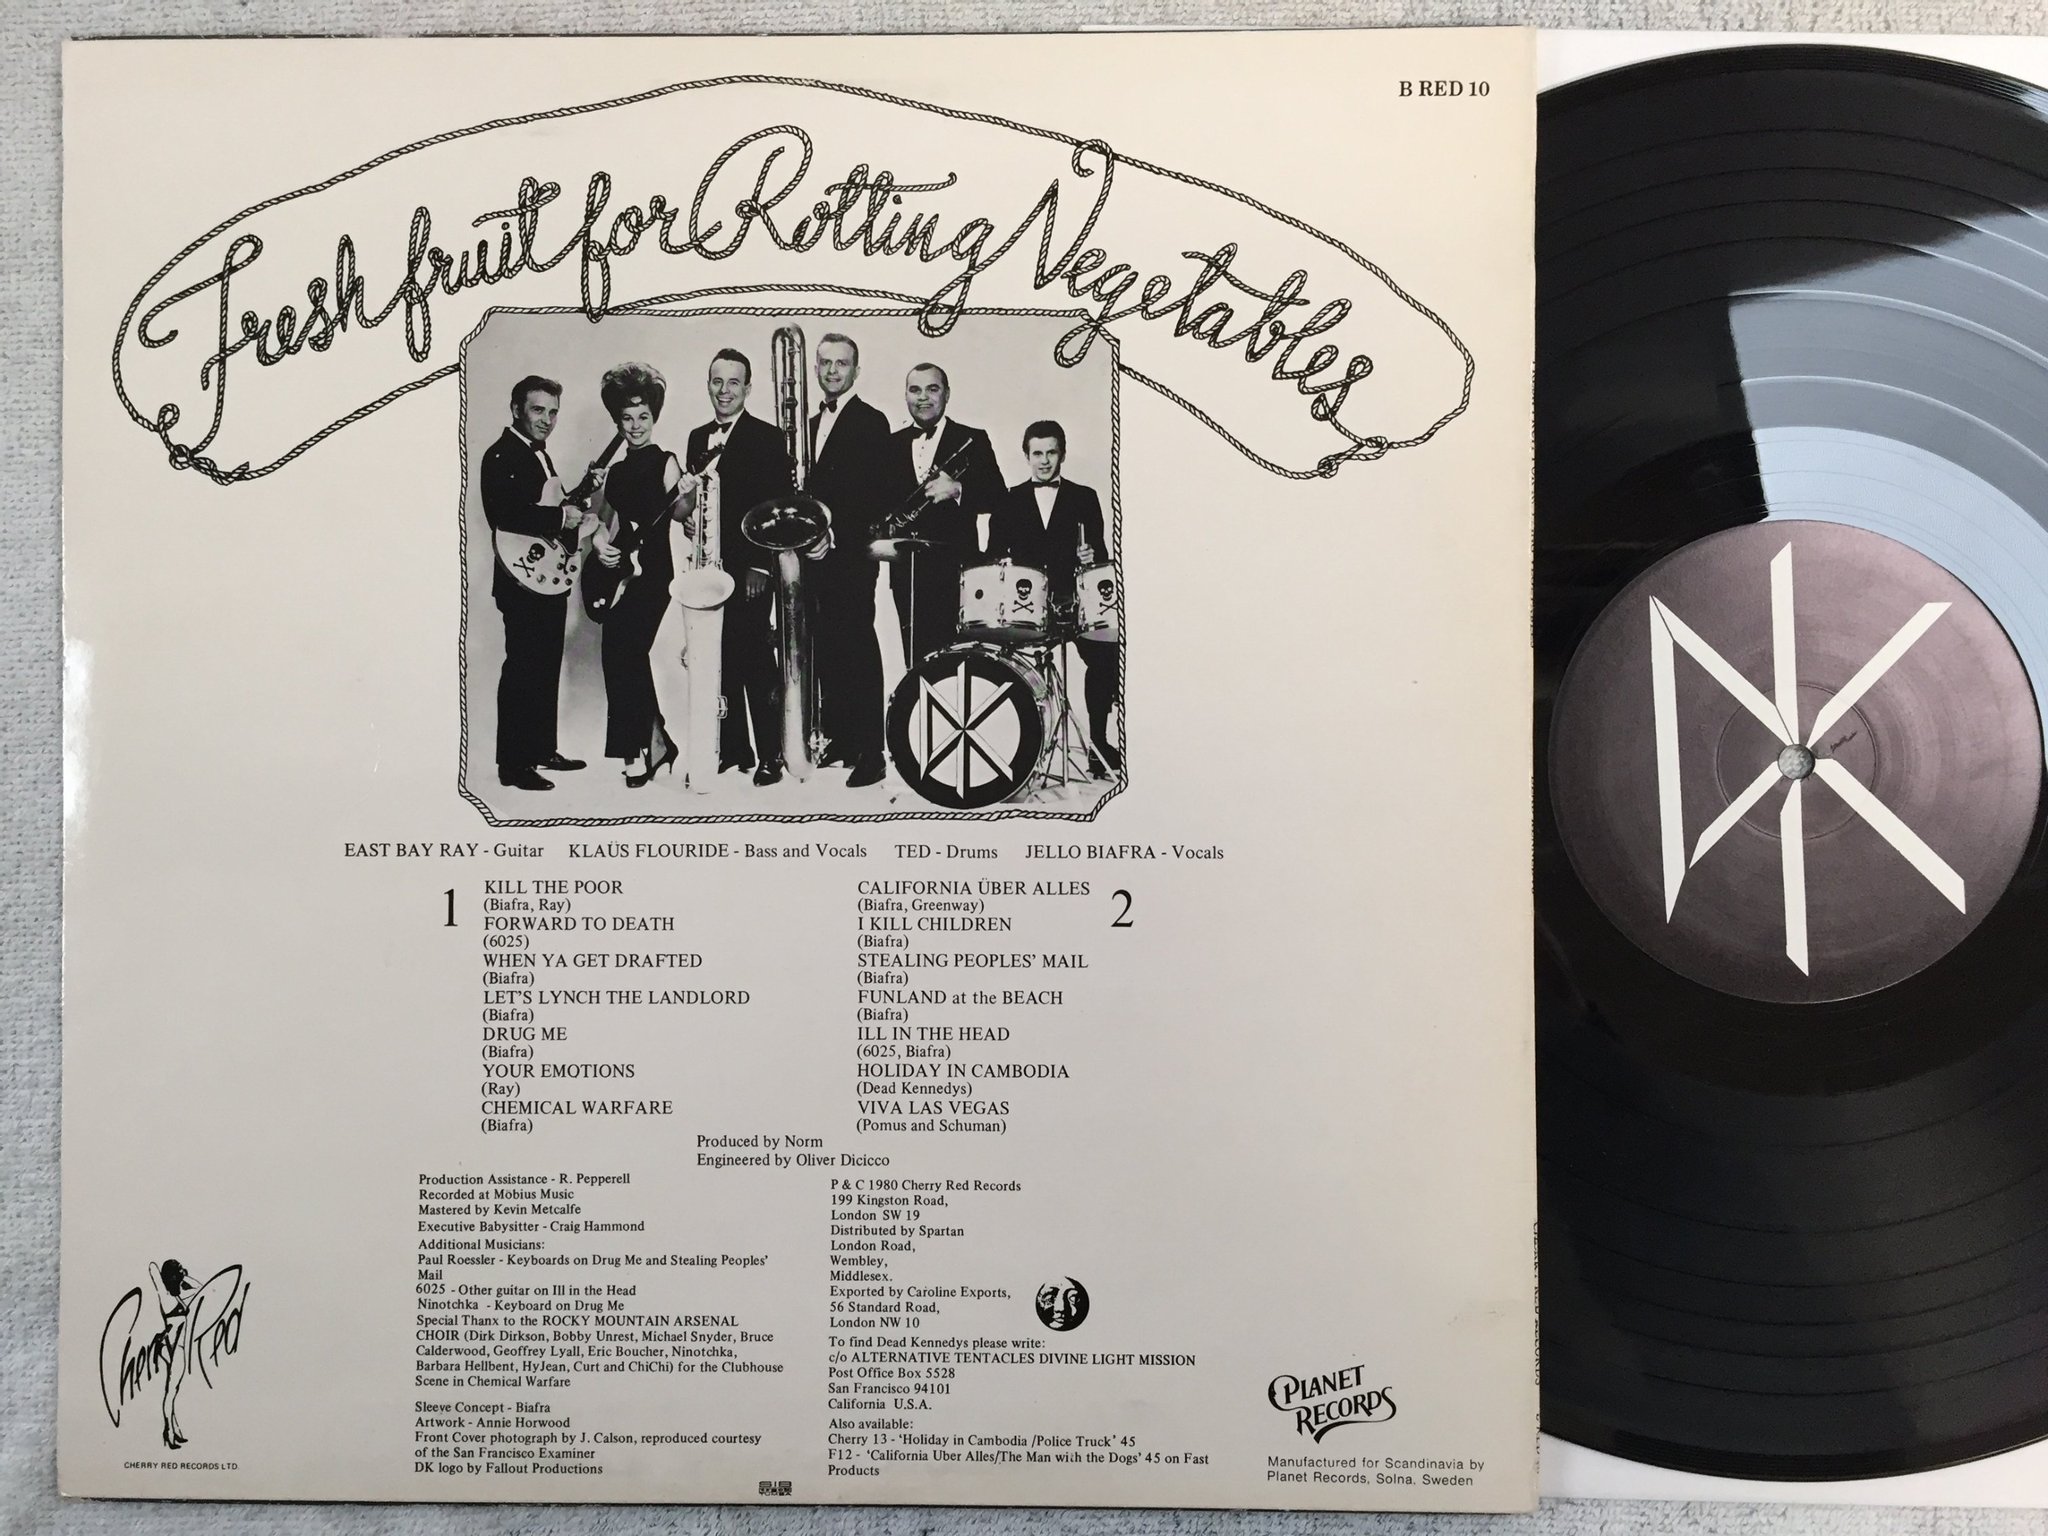 B RED 10
Fresh fruit for Rotting Vegetables
DK
EAST BAY RAY - Guitar KLAÜS FLOURIDE - Bass and Vocals TED - Drums JELLO BIAFRA - Vocals
1
KILL THE POOR
(Biafra, Ray)
FORWARD TO DEATH
(6025)
WHEN YA GET DRAFTED
(Biafra)
LET'S LYNCH THE LANDLORD
(Biafra)
DRUG ME
(Biafra)
YOUR EMOTIONS
(Ray)
CHEMICAL WARFARE
(Biafra)
2
CALIFORNIA ÜBER ALLES
(Biafra, Greenway)
I KILL CHILDREN
(Biafra)
STEALING PEOPLES' MAIL
(Biafra)
FUNLAND at the BEACH
(Biafra)
ILL IN THE HEAD
(6025, Biafra)
HOLIDAY IN CAMBODIA
(Dead Kennedys)
VIVA LAS VEGAS
(Pomus and Schuman)
Produced by Norm
Engineered by Oliver Dicicco
Production Assistance - R. Pepperell
Recorded at Möbius Music
Mastered by Kevin Metcalfe
Executive Babysitter - Craig Hammond
Additional Musicians:
Paul Roessler - Keyboards on Drug Me and Stealing Peoples'
Mail
6025 - Other guitar on Ill in the Head
Ninotchka - Keyboard on Drug Me
Special Thanx to the ROCKY MOUNTAIN ARSENAL
CHOIR (Dirk Dirkson, Bobby Unrest, Michael Snyder, Bruce
Calderwood, Geoffrey Lyall, Eric Boucher, Ninotchka,
Barbara Hellbent, HyJean, Curt and ChiChi) for the Clubhouse
Scene in Chemical Warfare
Sleeve Concept - Biafra
Artwork - Annie Horwood
Front Cover photograph by J. Calson, reproduced courtesy
of the San Francisco Examiner
DK logo by Fallout Productions
P & C 1980 Cherry Red Records
199 Kingston Road,
London SW 19
Distributed by Spartan
London Road,
Wembley,
Middlesex.
Exported by Caroline Exports,
56 Standard Road,
London NW 10
To find Dead Kennedys please write:
c/o ALTERNATIVE TENTACLES DIVINE LIGHT MISSION
Post Office Box 5528
San Francisco 94101
California U.S.A.
Also available:
Cherry 13 - 'Holiday in Cambodia /Police Truck' 45
F12 - 'California Uber Alles/The Man with the Dogs' 45 on Fast
Products
Cherry Red
CHERRY RED RECORDS LTD.
PLANET
RECORDS
Manufactured for Scandinavia by
Planet Records, Solna, Sweden
DK